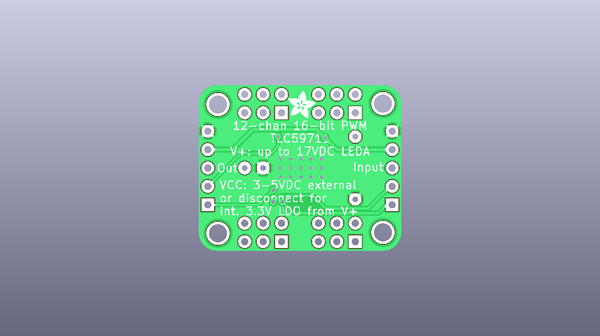 12-chan 16-bit PWM
TLC59711
V+: up to 17VDC LEDA
Out
Input
VCC: 3-5VDC external
or disconnect for
int. 3.3V LDO from V+